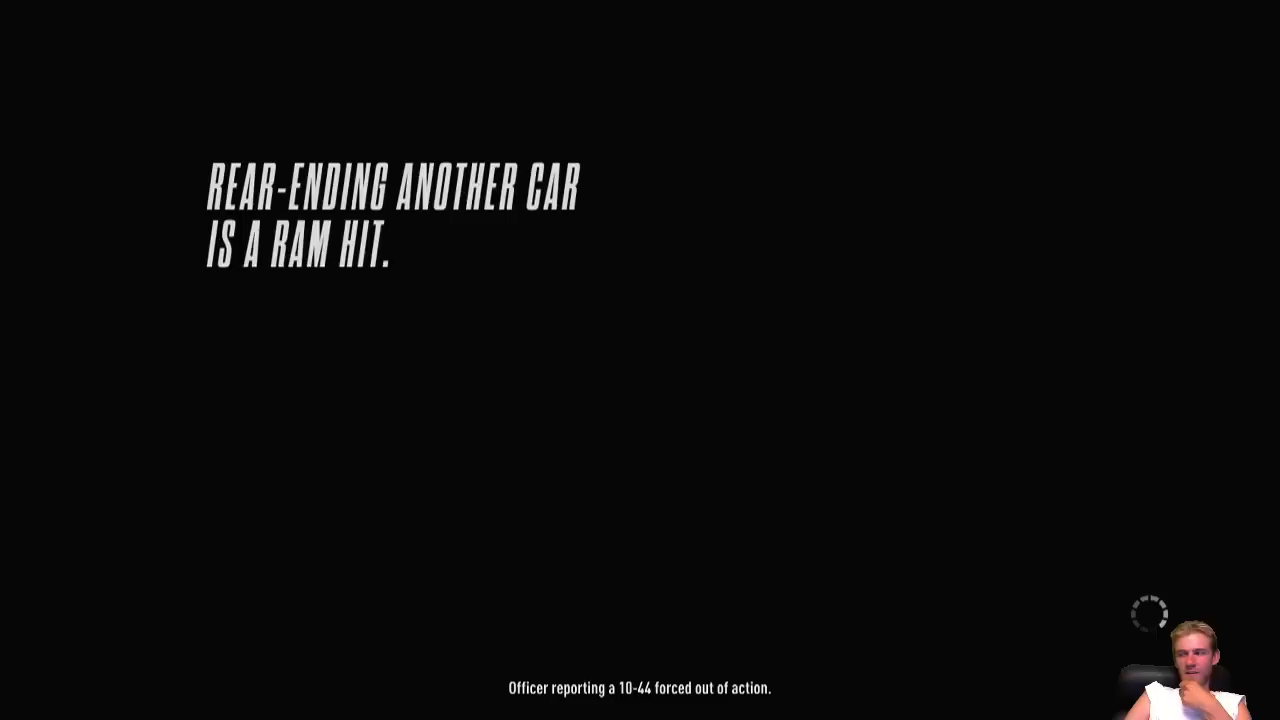 REAR-ENDING ANOTHER CAR
IS A RAM HIT.
Officer reporting a 10-44 forced out of action.